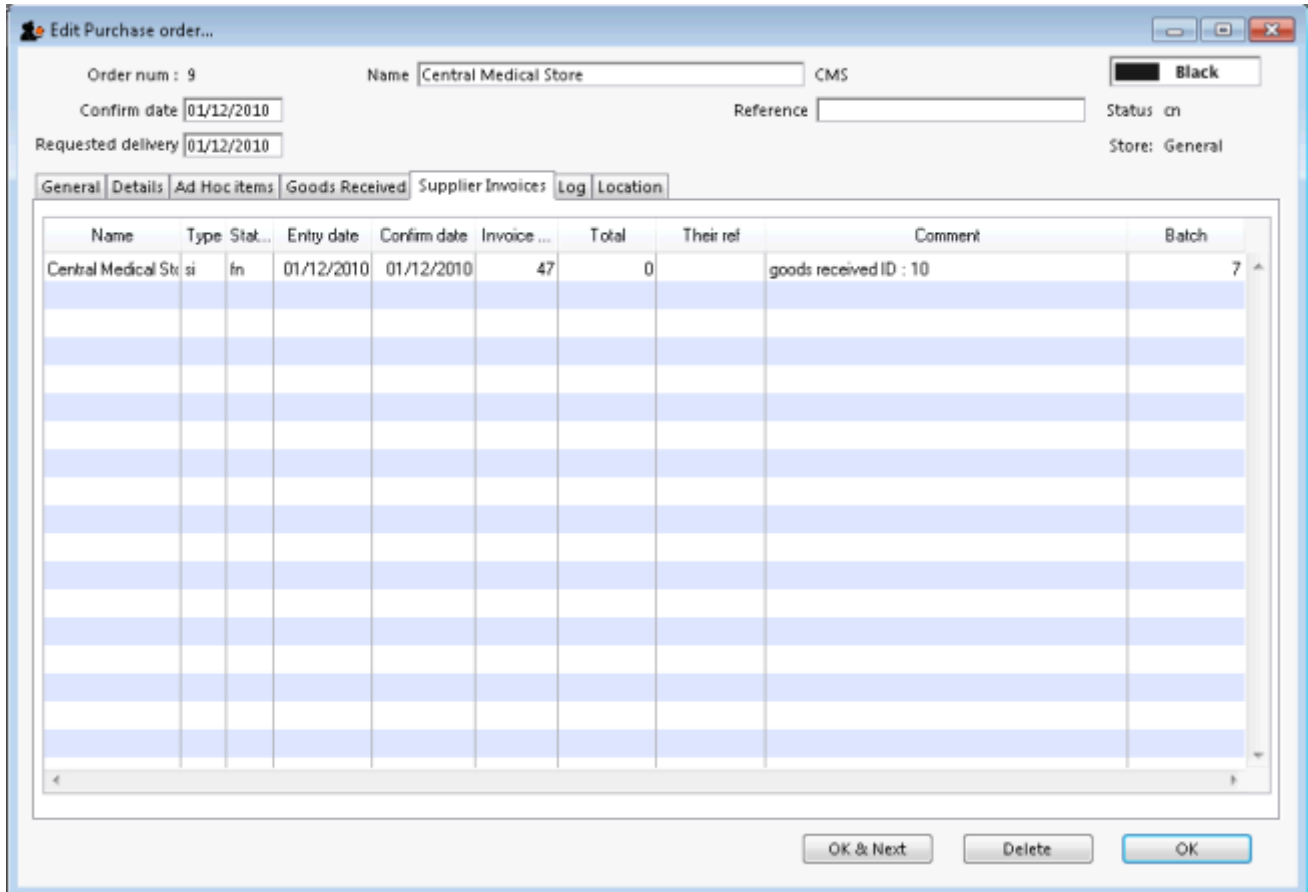 Edit Purchase order...
Order num : 9 Name Central Medical Store CMS Black
Confirm date 01/12/2010 Reference Status cn
Requested delivery 01/12/2010 Store: General
General Details Ad Hoc items Goods Received Supplier Invoices Log Location
Name Type Stat... Entry date Confirm date Invoice ... Total Their ref Comment Batch
Central Medical Sto si fn 01/12/2010 01/12/2010 47 0 goods received ID : 10 7
OK & Next Delete OK